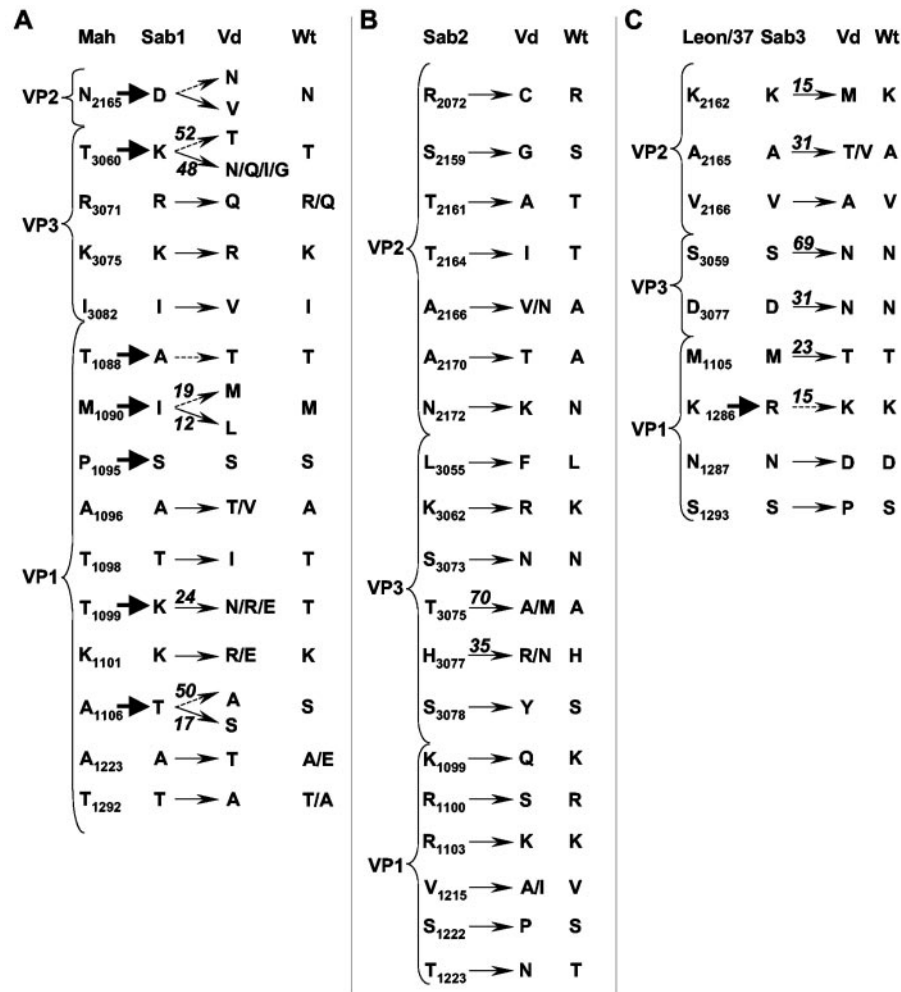 A
Mah Sab1 Vd Wt
VP2
N2165 D N N
V
VP3
T3060 K 52 T T
48 N/Q/I/G
R3071 R Q R/Q
K3075 K R K
I3082 I V I
VP1
T1088 A T T
M1090 I 19 M M
12 L
P1095 S S S
A1096 A T/V A
T1098 T I T
T1099 K 24 N/R/E T
K1101 K R/E K
A1106 T 50 A S
17 S
A1223 A T A/E
T1292 T A T/A
B
Sab2 Vd Wt
VP2
R2072 C R
S2159 G S
T2161 A T
T2164 I T
A2166 V/N A
A2170 T A
N2172 K N
VP3
L3055 F L
K3062 R K
S3073 N N
T3075 70 A/M A
H3077 35 R/N H
S3078 Y S
VP1
K1099 Q K
R1100 S R
R1103 K K
V1215 A/I V
S1222 P S
T1223 N T
C
Leon/37 Sab3 Vd Wt
VP2
K2162 K 15 M K
A2165 A 31 T/V A
V2166 V A V
VP3
S3059 S 69 N N
D3077 D 31 N N
VP1
M1105 M 23 T T
K1286 R 15 K K
N1287 N D D
S1293 S P S